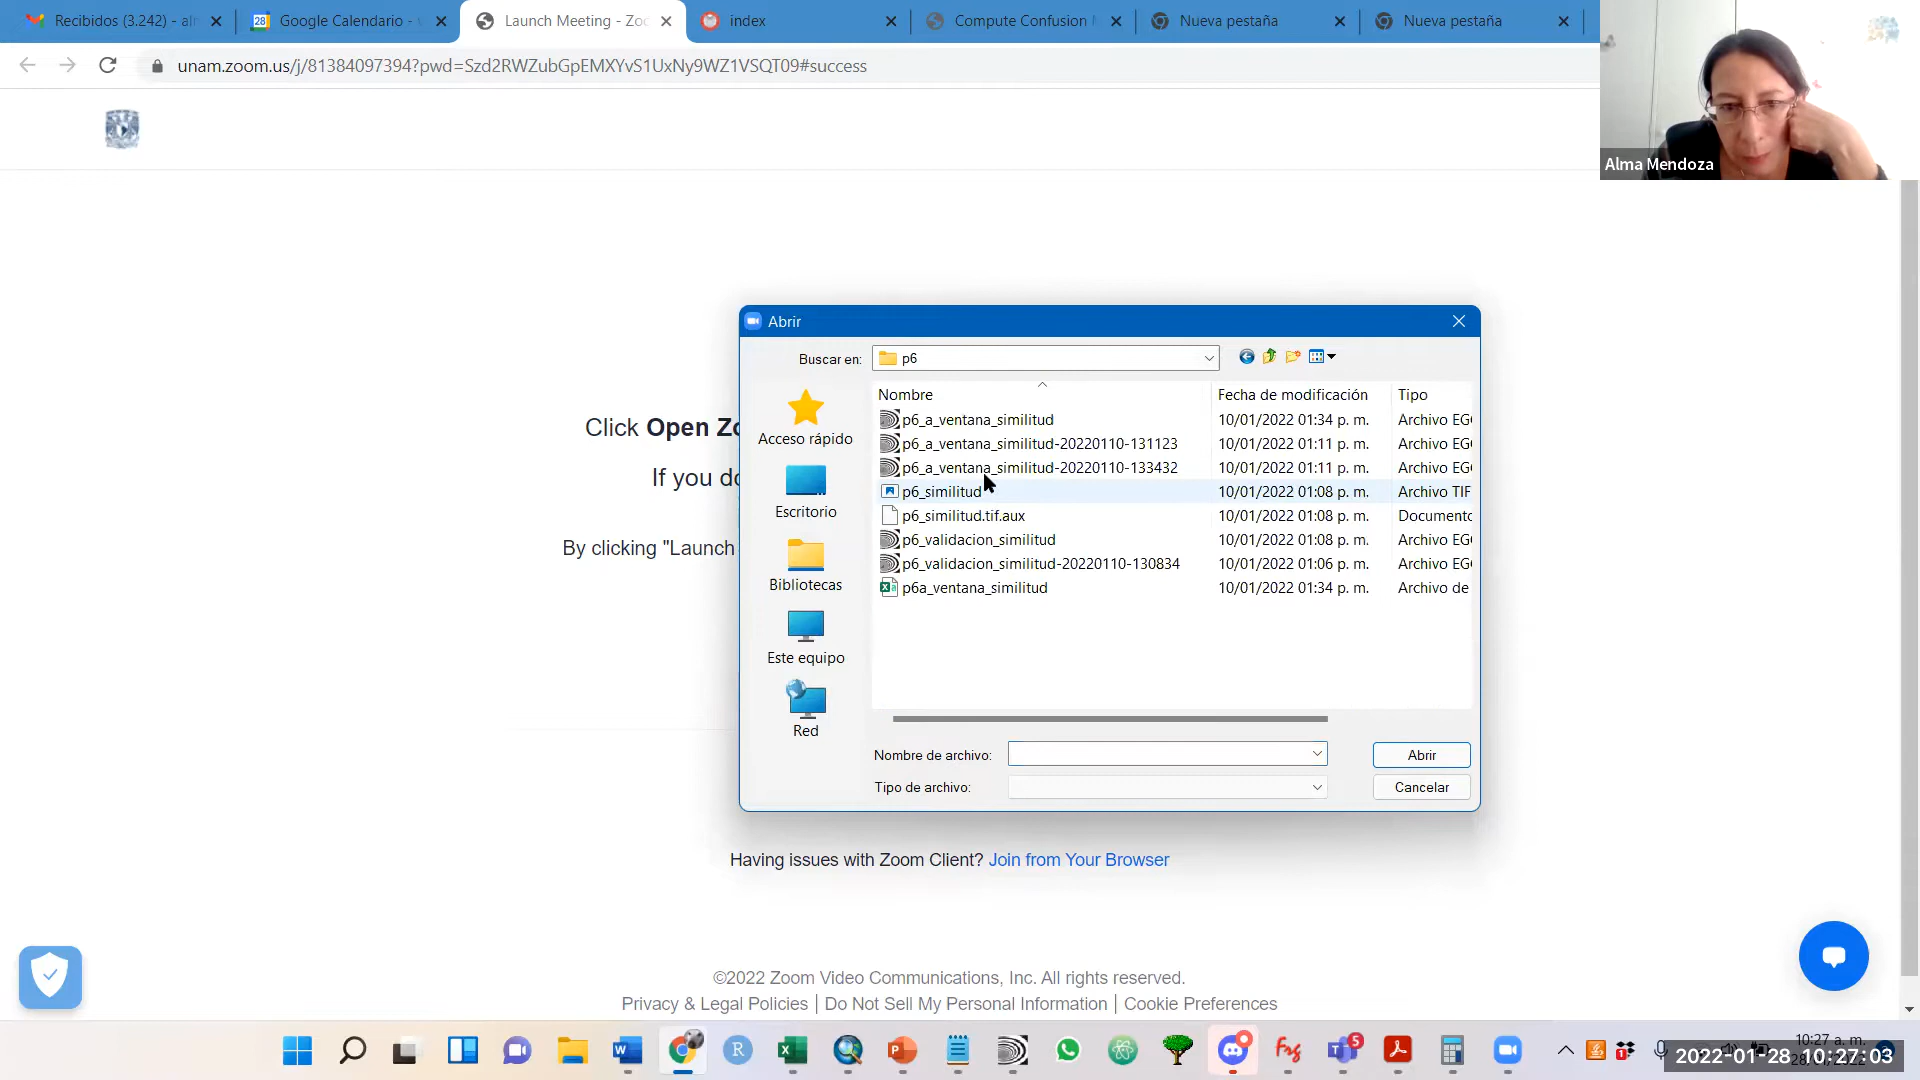 Recibidos (3.242) - alm
Google Calendario -
Launch Meeting - Zoo
index
Compute Confusion
Nueva pestaña
Nueva pestaña
unam.zoom.us/j/81384097394?pwd=Szd2RWZubGpEMXYvS1UxNy9WZ1VSQT09#success
Alma Mendoza
Click Open Zo
If you do
By clicking "Launch
Abrir
Buscar en:
p6
Nombre
Fecha de modificación
Tipo
p6_a_ventana_similitud
10/01/2022 01:34 p. m.
Archivo EG
p6_a_ventana_similitud-20220110-131123
10/01/2022 01:11 p. m.
Archivo EG
p6_a_ventana_similitud-20220110-133432
10/01/2022 01:11 p. m.
Archivo EG
p6_similitud
10/01/2022 01:08 p. m.
Archivo TIF
p6_similitud.tif.aux
10/01/2022 01:08 p. m.
Documento
p6_validacion_similitud
10/01/2022 01:08 p. m.
Archivo EG
p6_validacion_similitud-20220110-130834
10/01/2022 01:06 p. m.
Archivo EG
p6a_ventana_similitud
10/01/2022 01:34 p. m.
Archivo de
Acceso rápido
Escritorio
Bibliotecas
Este equipo
Red
Nombre de archivo:
Abrir
Tipo de archivo:
Cancelar
Having issues with Zoom Client? Join from Your Browser
©2022 Zoom Video Communications, Inc. All rights reserved.
Privacy & Legal Policies | Do Not Sell My Personal Information | Cookie Preferences
10:27 a. m.
2022-01-28 10:27:03